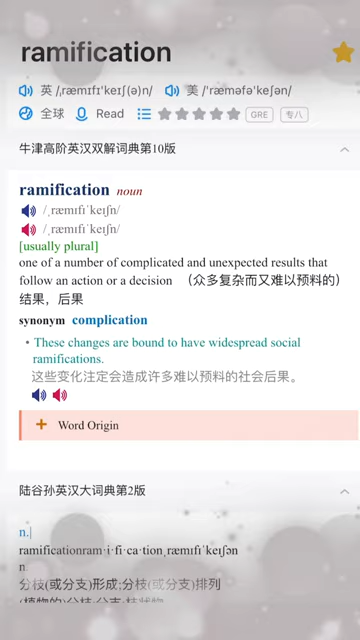 ramification
英 /ˌræmɪfɪ'keɪʃ(ə)n/ 美 /'ræməfə'keʃən/
全球 Read GRE 专八
牛津高阶英汉双解词典第10版
ramification noun
/ˌræmɪfɪˈkeɪʃn/
/ˌræmɪfɪˈkeɪʃn/
[usually plural]
one of a number of complicated and unexpected results that
follow an action or a decision （众多复杂而又难以预料的）
结果，后果
synonym complication
• These changes are bound to have widespread social
ramifications.
这些变化注定会造成许多难以预料的社会后果。
+ Word Origin
陆谷孙英汉大词典第2版
n.|
ramificationram·i·fi·ca·tionˌræmɪfɪˈkeɪʃən
n
分枝(或分支)形成;分枝(或分支)排列